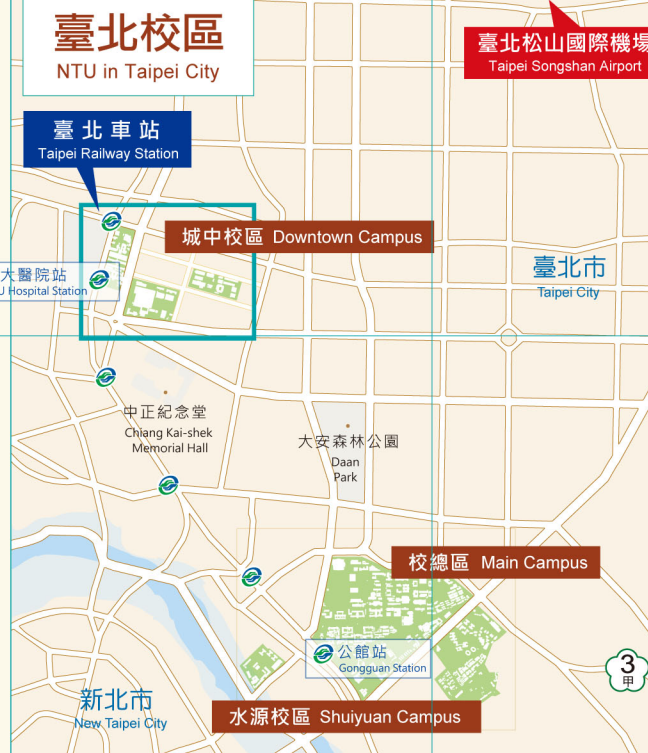 臺北校區
NTU in Taipei City
臺北松山國際機場
Taipei Songshan Airport
臺北車站
Taipei Railway Station
城中校區 Downtown Campus
大醫院站
U Hospital Station
臺北市
Taipei City
中正紀念堂
Chiang Kai-shek
Memorial Hall
大安森林公園
Daan
Park
校總區 Main Campus
公館站
Gongguan Station
3
甲
新北市
New Taipei City
水源校區 Shuiyuan Campus